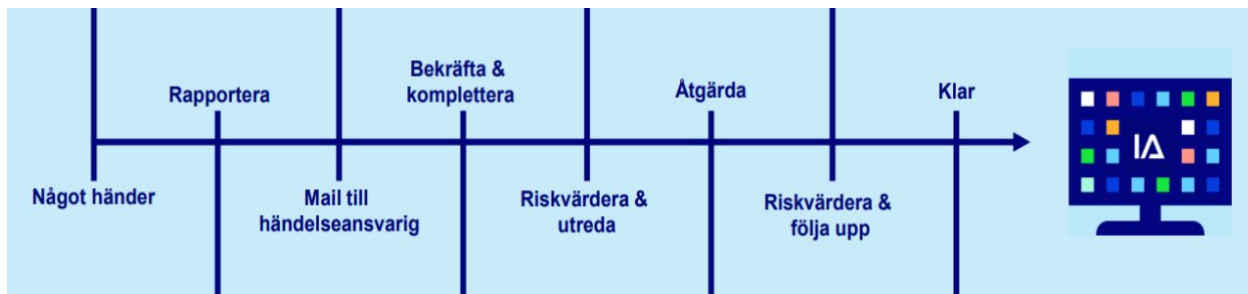 Något händer
Rapportera
Mail till
händelseansvarig
Bekräfta &
komplettera
Riskvärdera &
utreda
Åtgärda
Riskvärdera &
följa upp
Klar
IA